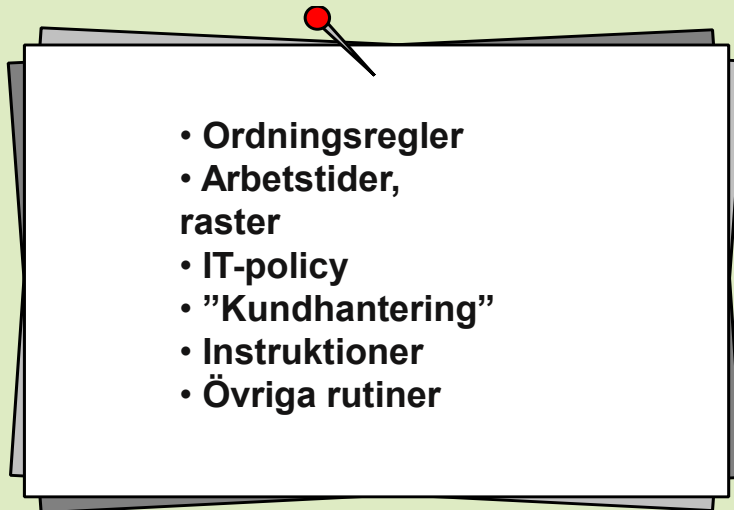 • Ordningsregler
• Arbetstider,
raster
• IT-policy
• ”Kundhantering”
• Instruktioner
• Övriga rutiner